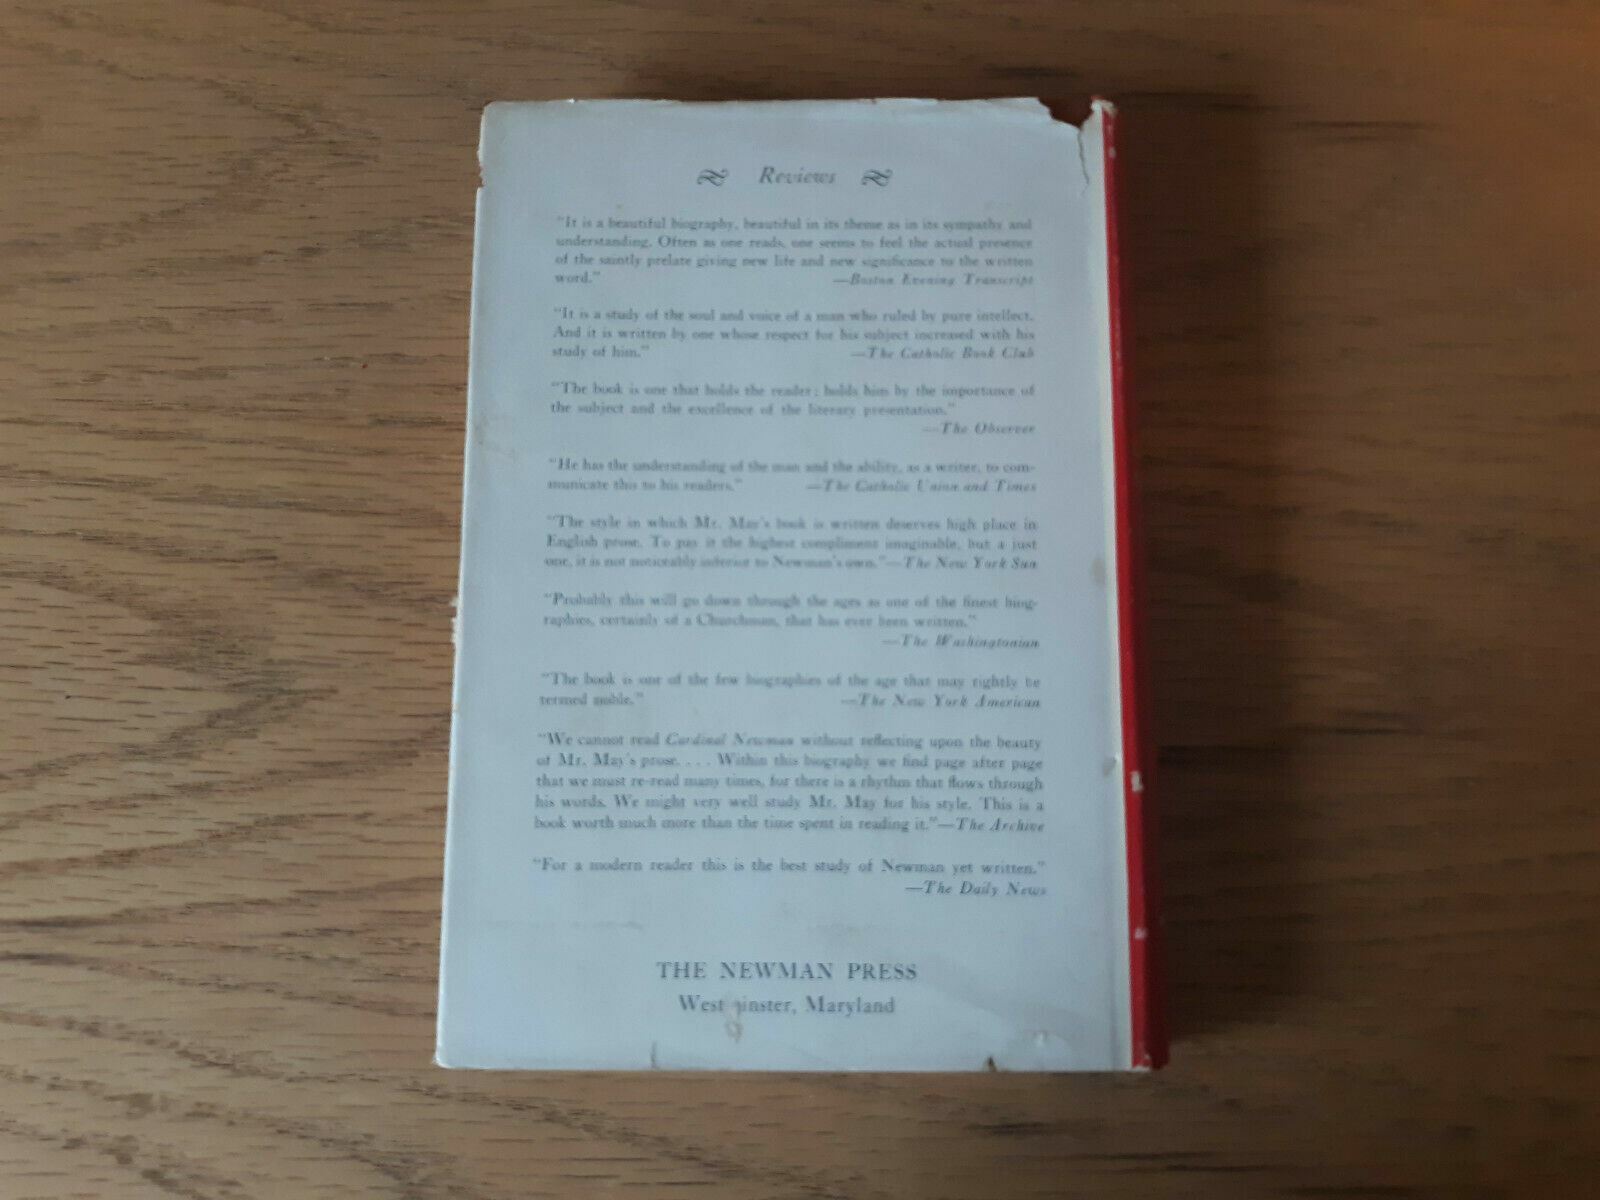 Reviews
"It is a beautiful biography, beautiful in its theme as in its sympathy and
understanding. Often as one reads, one seems to feel the actual presence
of the saintly prelate giving new life and new significance to the written
word." —Boston Evening Transcript
"It is a study of the soul and voice of a man who ruled by pure intellect.
And it is written by one whose respect for his subject increased with his
study of him." —The Catholic Book Club
"The book is one that holds the reader; holds him by the importance of
the subject and the excellence of the literary presentation."
—The Observer
"He has the understanding of the man and the ability, as a writer, to com-
municate this to his readers." —The Catholic Union and Times
"The style in which Mr. May's book is written deserves high place in
English prose. To pay it the highest compliment imaginable, but a just
one, it is not noticeably inferior to Newman's own."—The New York Sun
"Probably this will go down through the ages as one of the finest biog-
raphies, certainly of a Churchman, that has ever been written."
—The Washingtonian
"The book is one of the few biographies of the age that may rightly be
termed noble." —The New York American
"We cannot read Cardinal Newman without reflecting upon the beauty
of Mr. May's prose. . . . Within this biography we find page after page
that we must re-read many times, for there is a rhythm that flows through
his words. We might very well study Mr. May for his style. This is a
book worth much more than the time spent in reading it."—The Archive
"For a modern reader this is the best study of Newman yet written."
—The Daily News
THE NEWMAN PRESS
West inster, Maryland